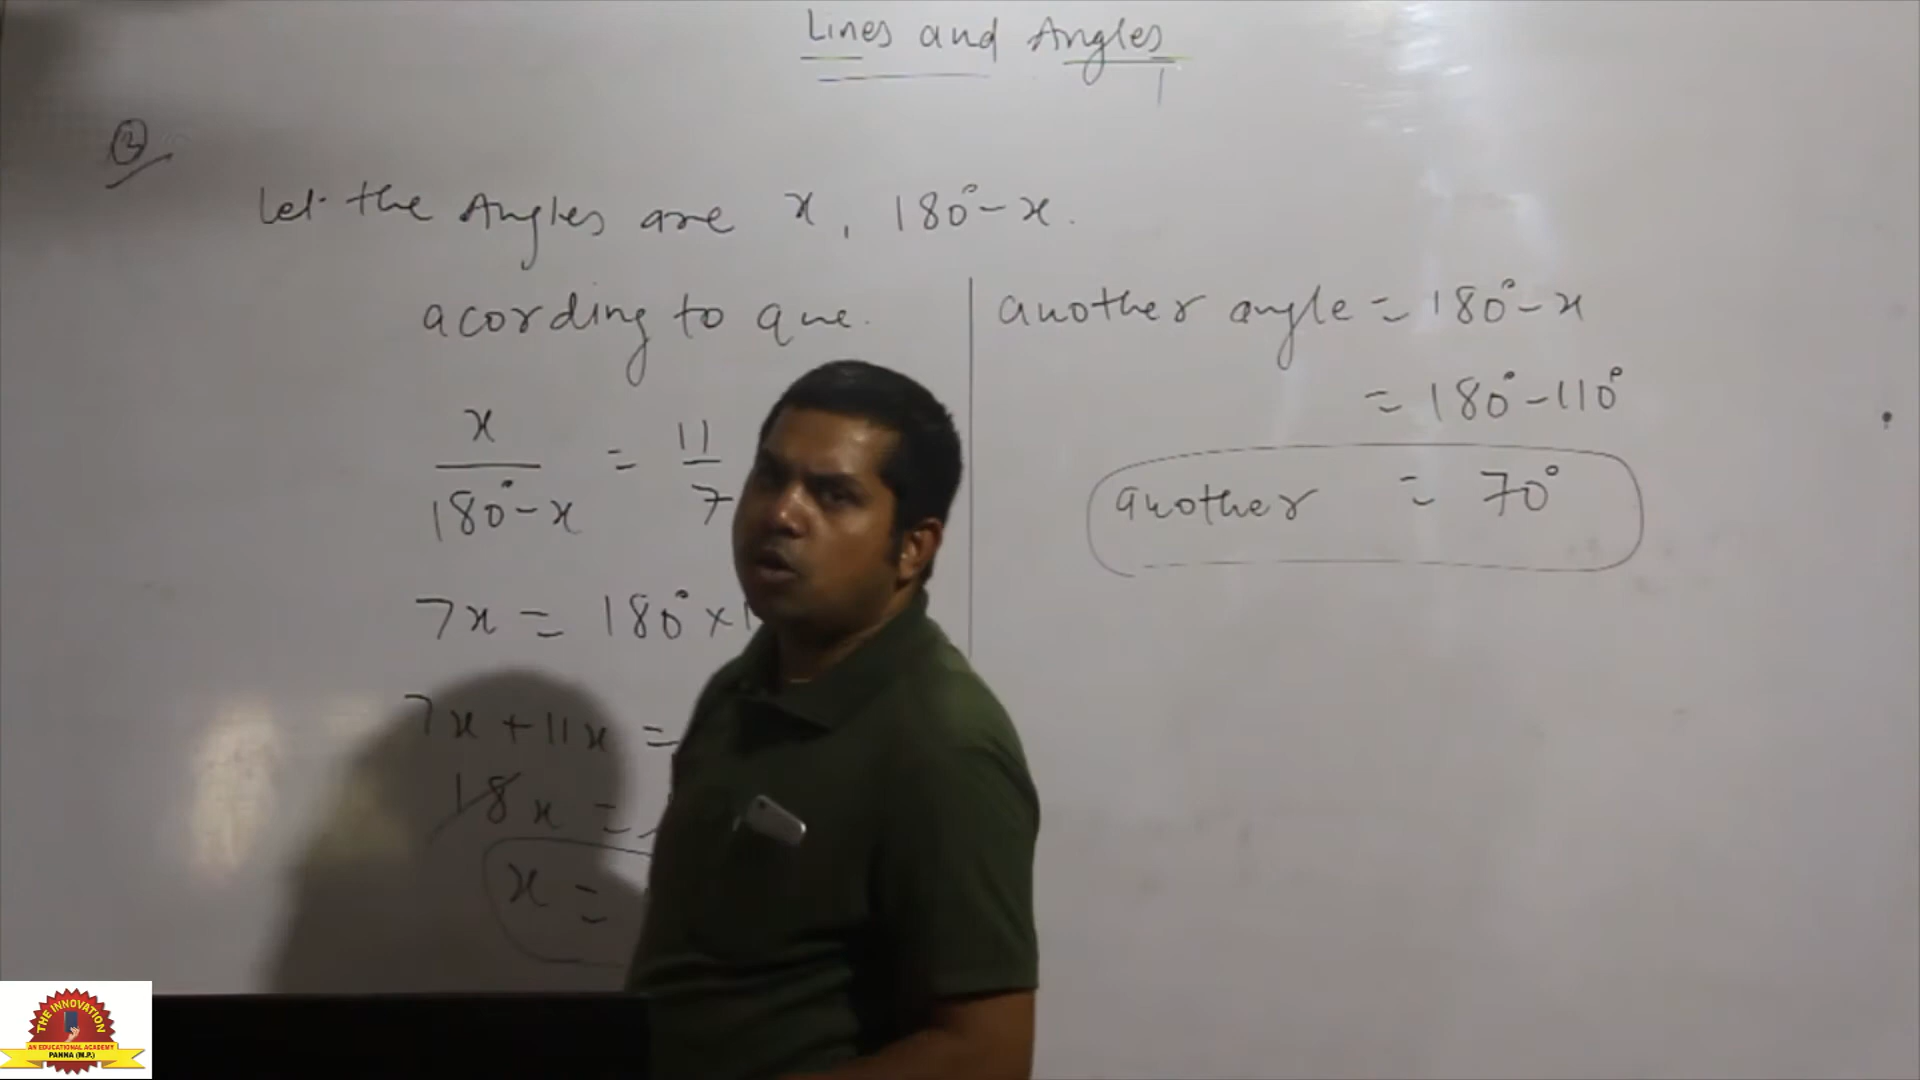 Lines and Angles
Let the Angles are x, 180°-x.
acording to que.
x / 180°-x = 11 / 7
7x = 180° ×
7x + 11x =
18x =
x =
another angle = 180°-x
= 180°-110°
another = 70°
THE INNOVATION
AN EDUCATIONAL ACADEMY
PANNA (M.P.)